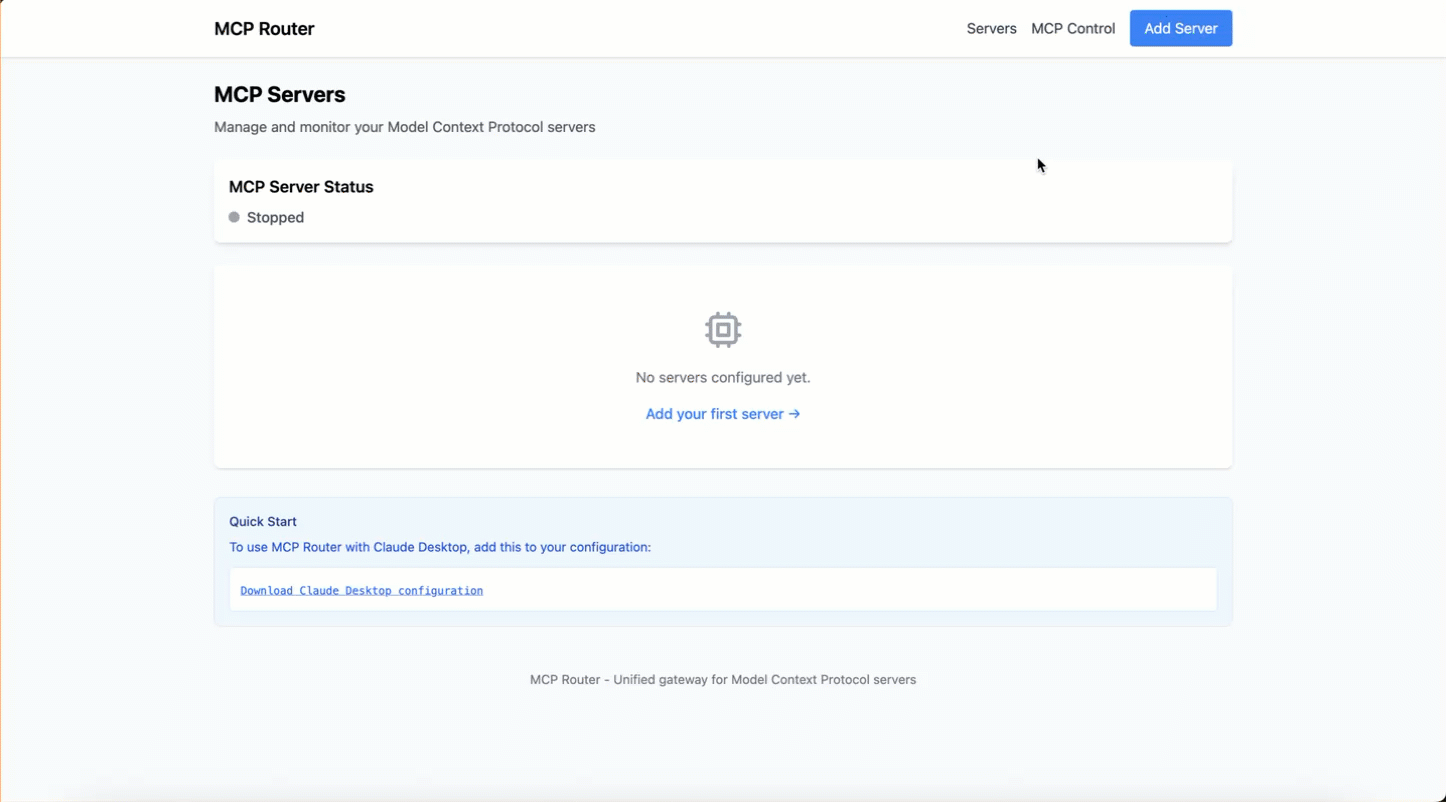 MCP Router
Servers
MCP Control
Add Server
MCP Servers
Manage and monitor your Model Context Protocol servers
MCP Server Status
Stopped
No servers configured yet.
Add your first server →
Quick Start
To use MCP Router with Claude Desktop, add this to your configuration:
Download Claude Desktop configuration
MCP Router - Unified gateway for Model Context Protocol servers